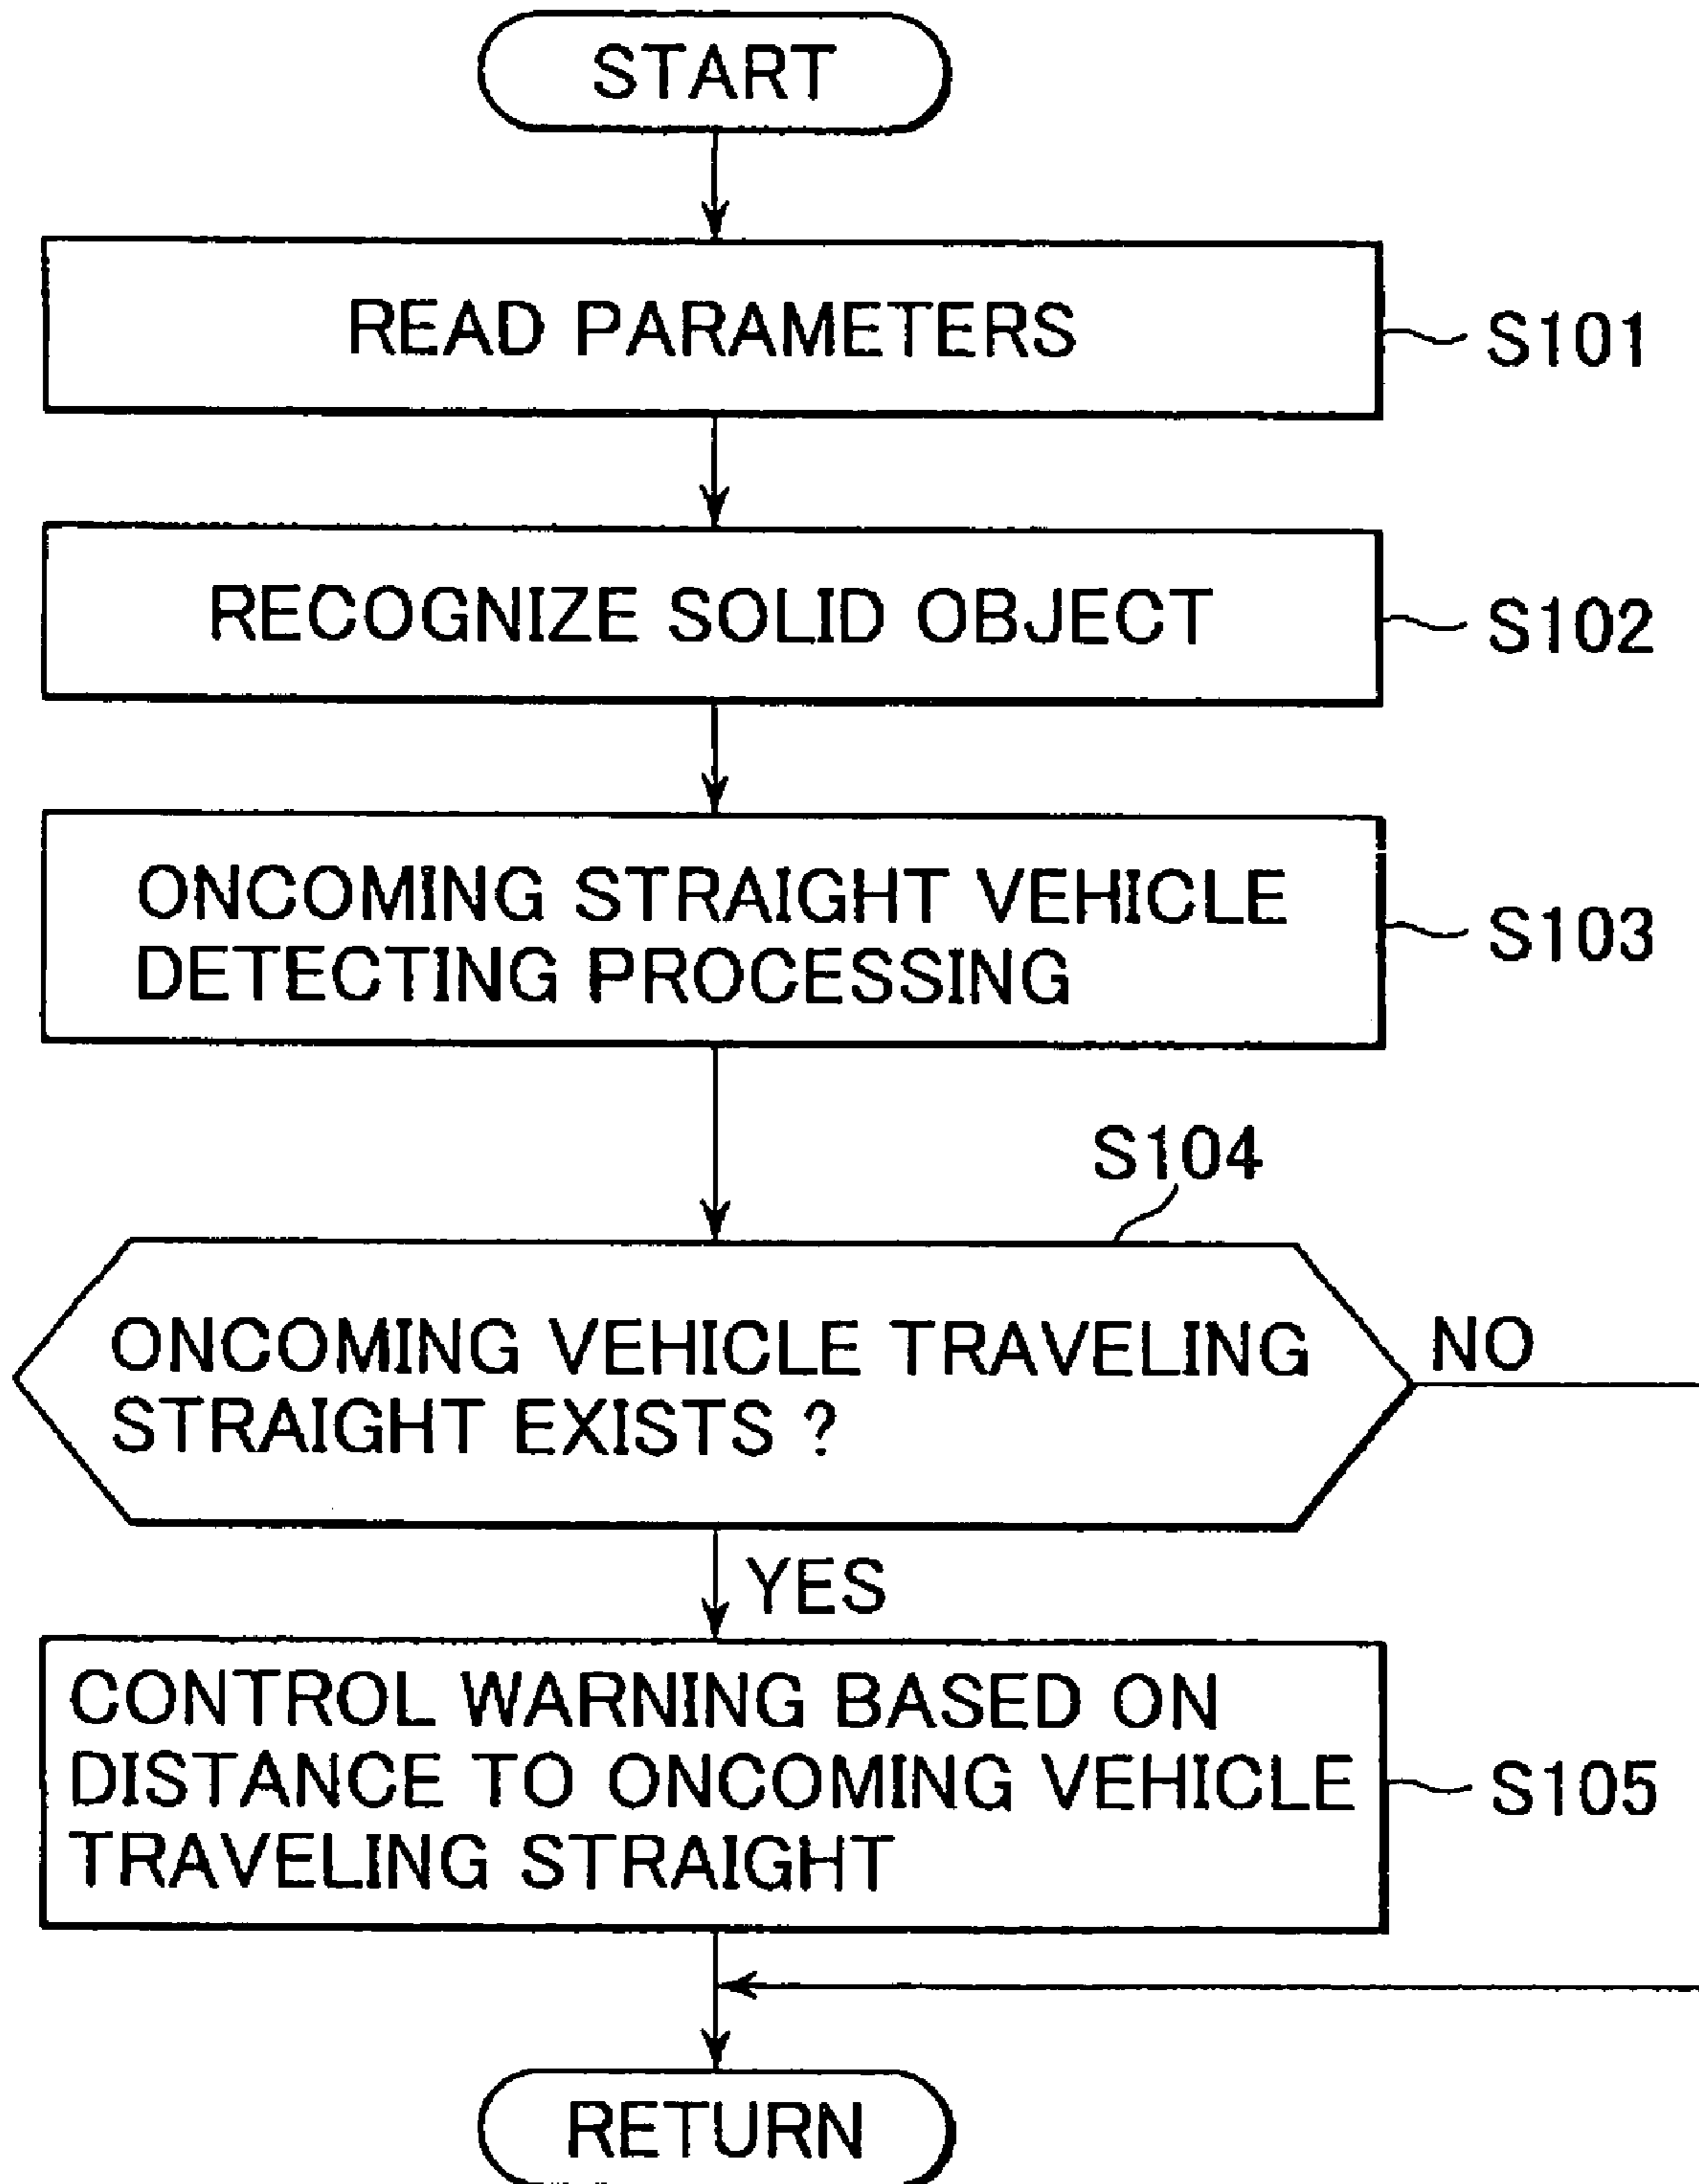 START
READ PARAMETERS
S101
RECOGNIZE SOLID OBJECT
S102
ONCOMING STRAIGHT VEHICLE
DETECTING PROCESSING
S103
S104
ONCOMING VEHICLE TRAVELING
STRAIGHT EXISTS ?
NO
YES
CONTROL WARNING BASED ON
DISTANCE TO ONCOMING VEHICLE
TRAVELING STRAIGHT
S105
RETURN